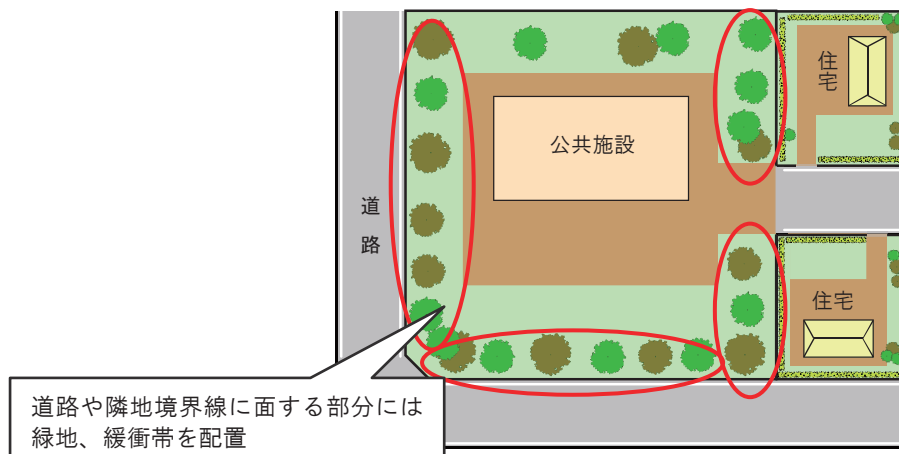 住宅
公共施設
道路
住宅
道路や隣地境界線に面する部分には
緑地、緩衝帯を配置